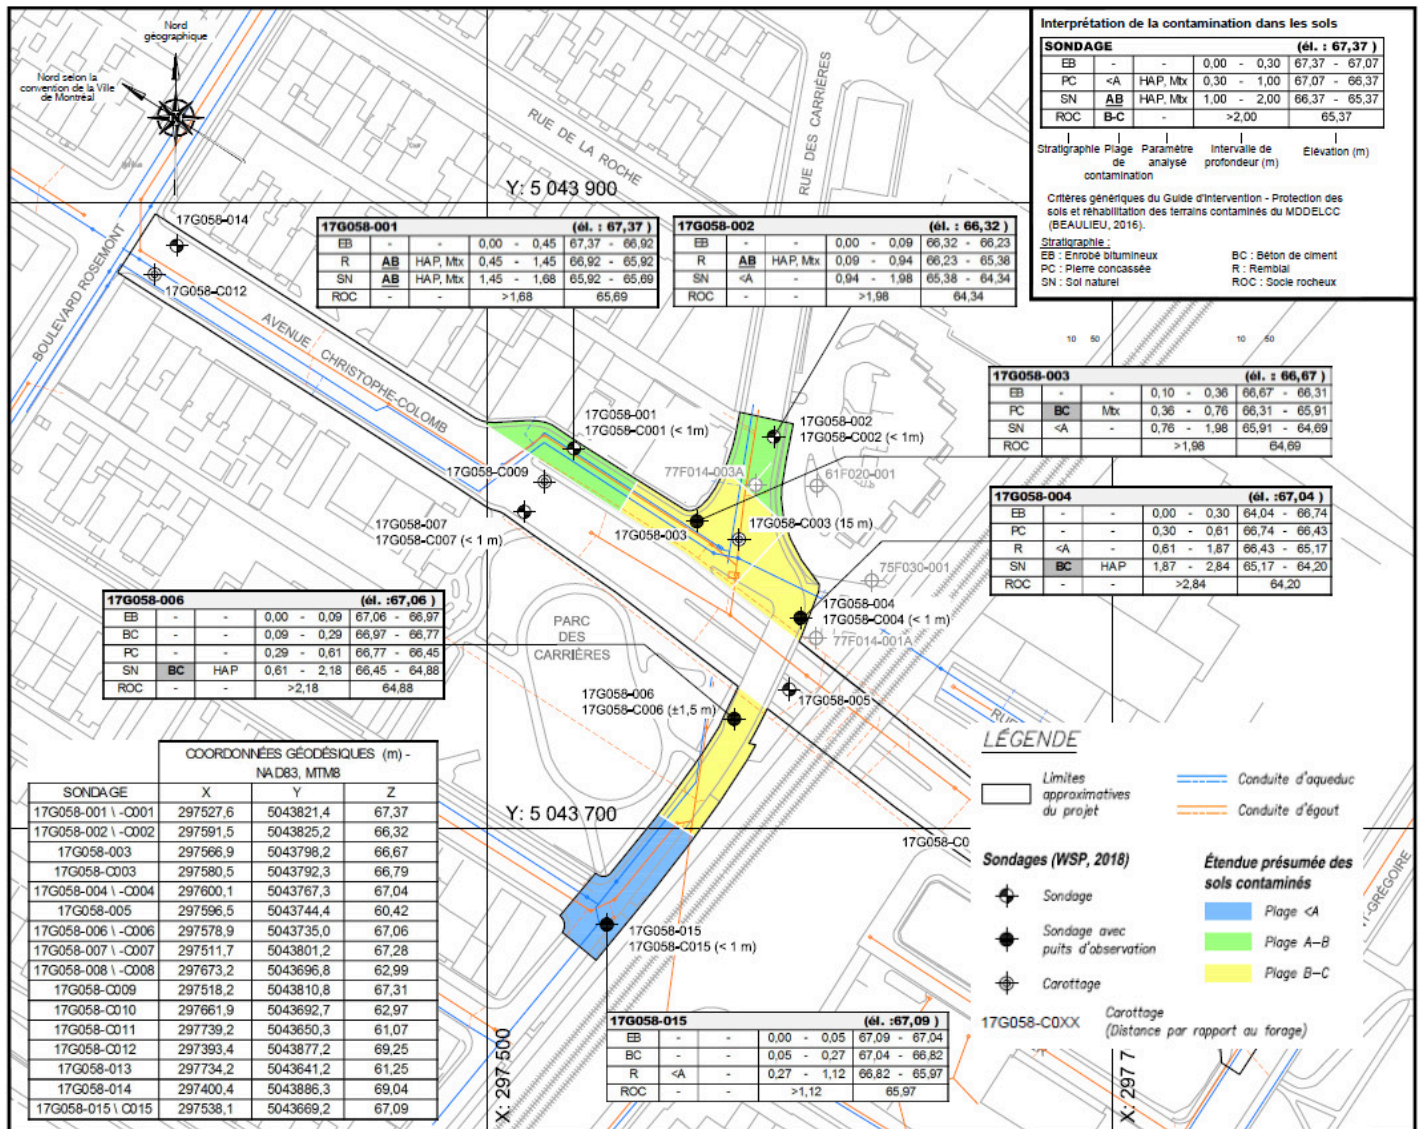 Nord
géographique
Nord selon la
convention de la Ville
de Montréal
N
BOULEVARD ROSEMONT
AVENUE CHRISTOPHE-COLOMB
RUE DE LA ROCHE
RUE DES CARRIÈRES
Y: 5 043 900
Interprétation de la contamination dans les sols
SONDAGE (él. : 67,37 )
EB - - 0,00 - 0,30 67,37 - 67,07
PC <A HAP, Mtx 0,30 - 1,00 67,07 - 66,37
SN AB HAP, Mtx 1,00 - 2,00 66,37 - 65,37
ROC B-C - >2,00 65,37
Stratigraphie Plage de contamination Paramètre analysé Intervalle de profondeur (m) Élévation (m)
Critères génériques du Guide d'intervention - Protection des
sols et réhabilitation des terrains contaminés du MDDELCC
(BEAULIEU, 2016).
Stratigraphie :
EB : Enrobé bitumineux BC : Béton de ciment
PC : Pierre concassée R : Remblai
SN : Sol naturel ROC : Socle rocheux
10 50 10 50
17G058-014
17G058-C012
17G058-001 (él. : 67,37 )
EB - - 0,00 - 0,45 67,37 - 66,92
R AB HAP, Mtx 0,45 - 1,45 66,92 - 65,92
SN AB HAP, Mtx 1,45 - 1,68 65,92 - 65,69
ROC - - >1,68 65,69
17G058-002 (él. : 66,32 )
EB - - 0,00 - 0,09 66,32 - 66,23
R AB HAP, Mtx 0,09 - 0,94 66,23 - 65,38
SN <A - 0,94 - 1,98 65,38 - 64,34
ROC - - >1,98 64,34
17G058-003 (él. : 66,67 )
EB - - 0,10 - 0,36 66,67 - 66,31
PC BC Mtx 0,36 - 0,76 66,31 - 65,91
SN <A - 0,76 - 1,98 65,91 - 64,69
ROC >1,98 64,69
17G058-004 (él. :67,04 )
EB - - 0,00 - 0,30 64,04 - 66,74
PC - - 0,30 - 0,61 66,74 - 66,43
R <A - 0,61 - 1,87 66,43 - 65,17
SN BC HAP 1,87 - 2,84 65,17 - 64,20
ROC - - >2,84 64,20
17G058-001
17G058-C001 (< 1m)
17G058-002
17G058-C002 (< 1m)
17G058-C009
77F014-003A
61F020-001
17G058-007
17G058-C007 (< 1 m)
17G058-003
17G058-C003 (15 m)
75F030-001
17G058-004
17G058-C004 (< 1 m)
77F014-001A
PARC
DES
CARRIÈRES
17G058-006 (él. :67,06 )
EB - - 0,00 - 0,09 67,06 - 66,97
BC - - 0,09 - 0,29 66,97 - 66,77
PC - - 0,29 - 0,61 66,77 - 66,45
SN BC HAP 0,61 - 2,18 66,45 - 64,88
ROC - - >2,18 64,88
17G058-006
17G058-C006 (±1,5 m)
17G058-005
RUE
Y: 5 043 700
17G058-C0
COORDONNÉES GÉODÉSIQUES (m) -
NAD83, MTM8
SONDAGE X Y Z
17G058-001 \ -C001 297527,6 5043821,4 67,37
17G058-002 \ -C002 297591,5 5043825,2 66,32
17G058-003 297566,9 5043798,2 66,67
17G058-C003 297580,5 5043792,3 66,79
17G058-004 \ -C004 297600,1 5043767,3 67,04
17G058-005 297596,5 5043744,4 60,42
17G058-006 \ -C006 297578,9 5043735,0 67,06
17G058-007 \ -C007 297511,7 5043801,2 67,28
17G058-008 \ -C008 297673,2 5043696,8 62,99
17G058-C009 297518,2 5043810,8 67,31
17G058-C010 297661,9 5043692,7 62,97
17G058-C011 297739,2 5043650,3 61,07
17G058-C012 297393,4 5043877,2 69,25
17G058-013 297734,2 5043641,2 61,25
17G058-014 297400,4 5043886,3 69,04
17G058-015 \ C015 297538,1 5043669,2 67,09
17G058-015
17G058-C015 (< 1 m)
17G058-015 (él. :67,09 )
EB - - 0,00 - 0,05 67,09 - 67,04
BC - - 0,05 - 0,27 67,04 - 66,82
R <A - 0,27 - 1,12 66,82 - 65,97
ROC - - >1,12 65,97
X: 297 500
X: 297 7
T-GRÉGOIRE
LÉGENDE
Limites
approximatives
du projet
Conduite d'aqueduc
Conduite d'égout
Sondages (WSP, 2018)
Sondage
Sondage avec
puits d'observation
Carottage
17G058-C0XX Carottage
(Distance par rapport au forage)
Étendue présumée des
sols contaminés
Plage <A
Plage A-B
Plage B-C